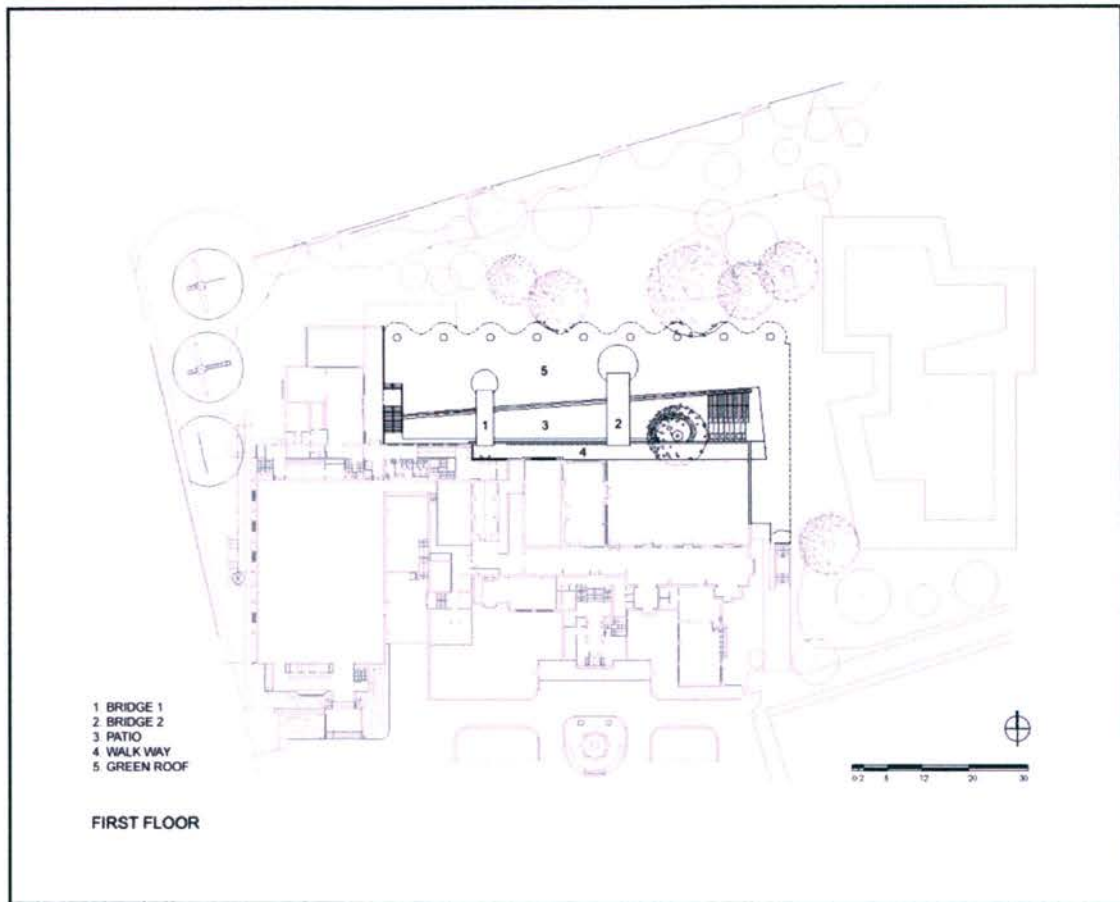 5
1
3
2
4
1 BRIDGE 1
2 BRIDGE 2
3 PATIO
4 WALK WAY
5 GREEN ROOF
FIRST FLOOR